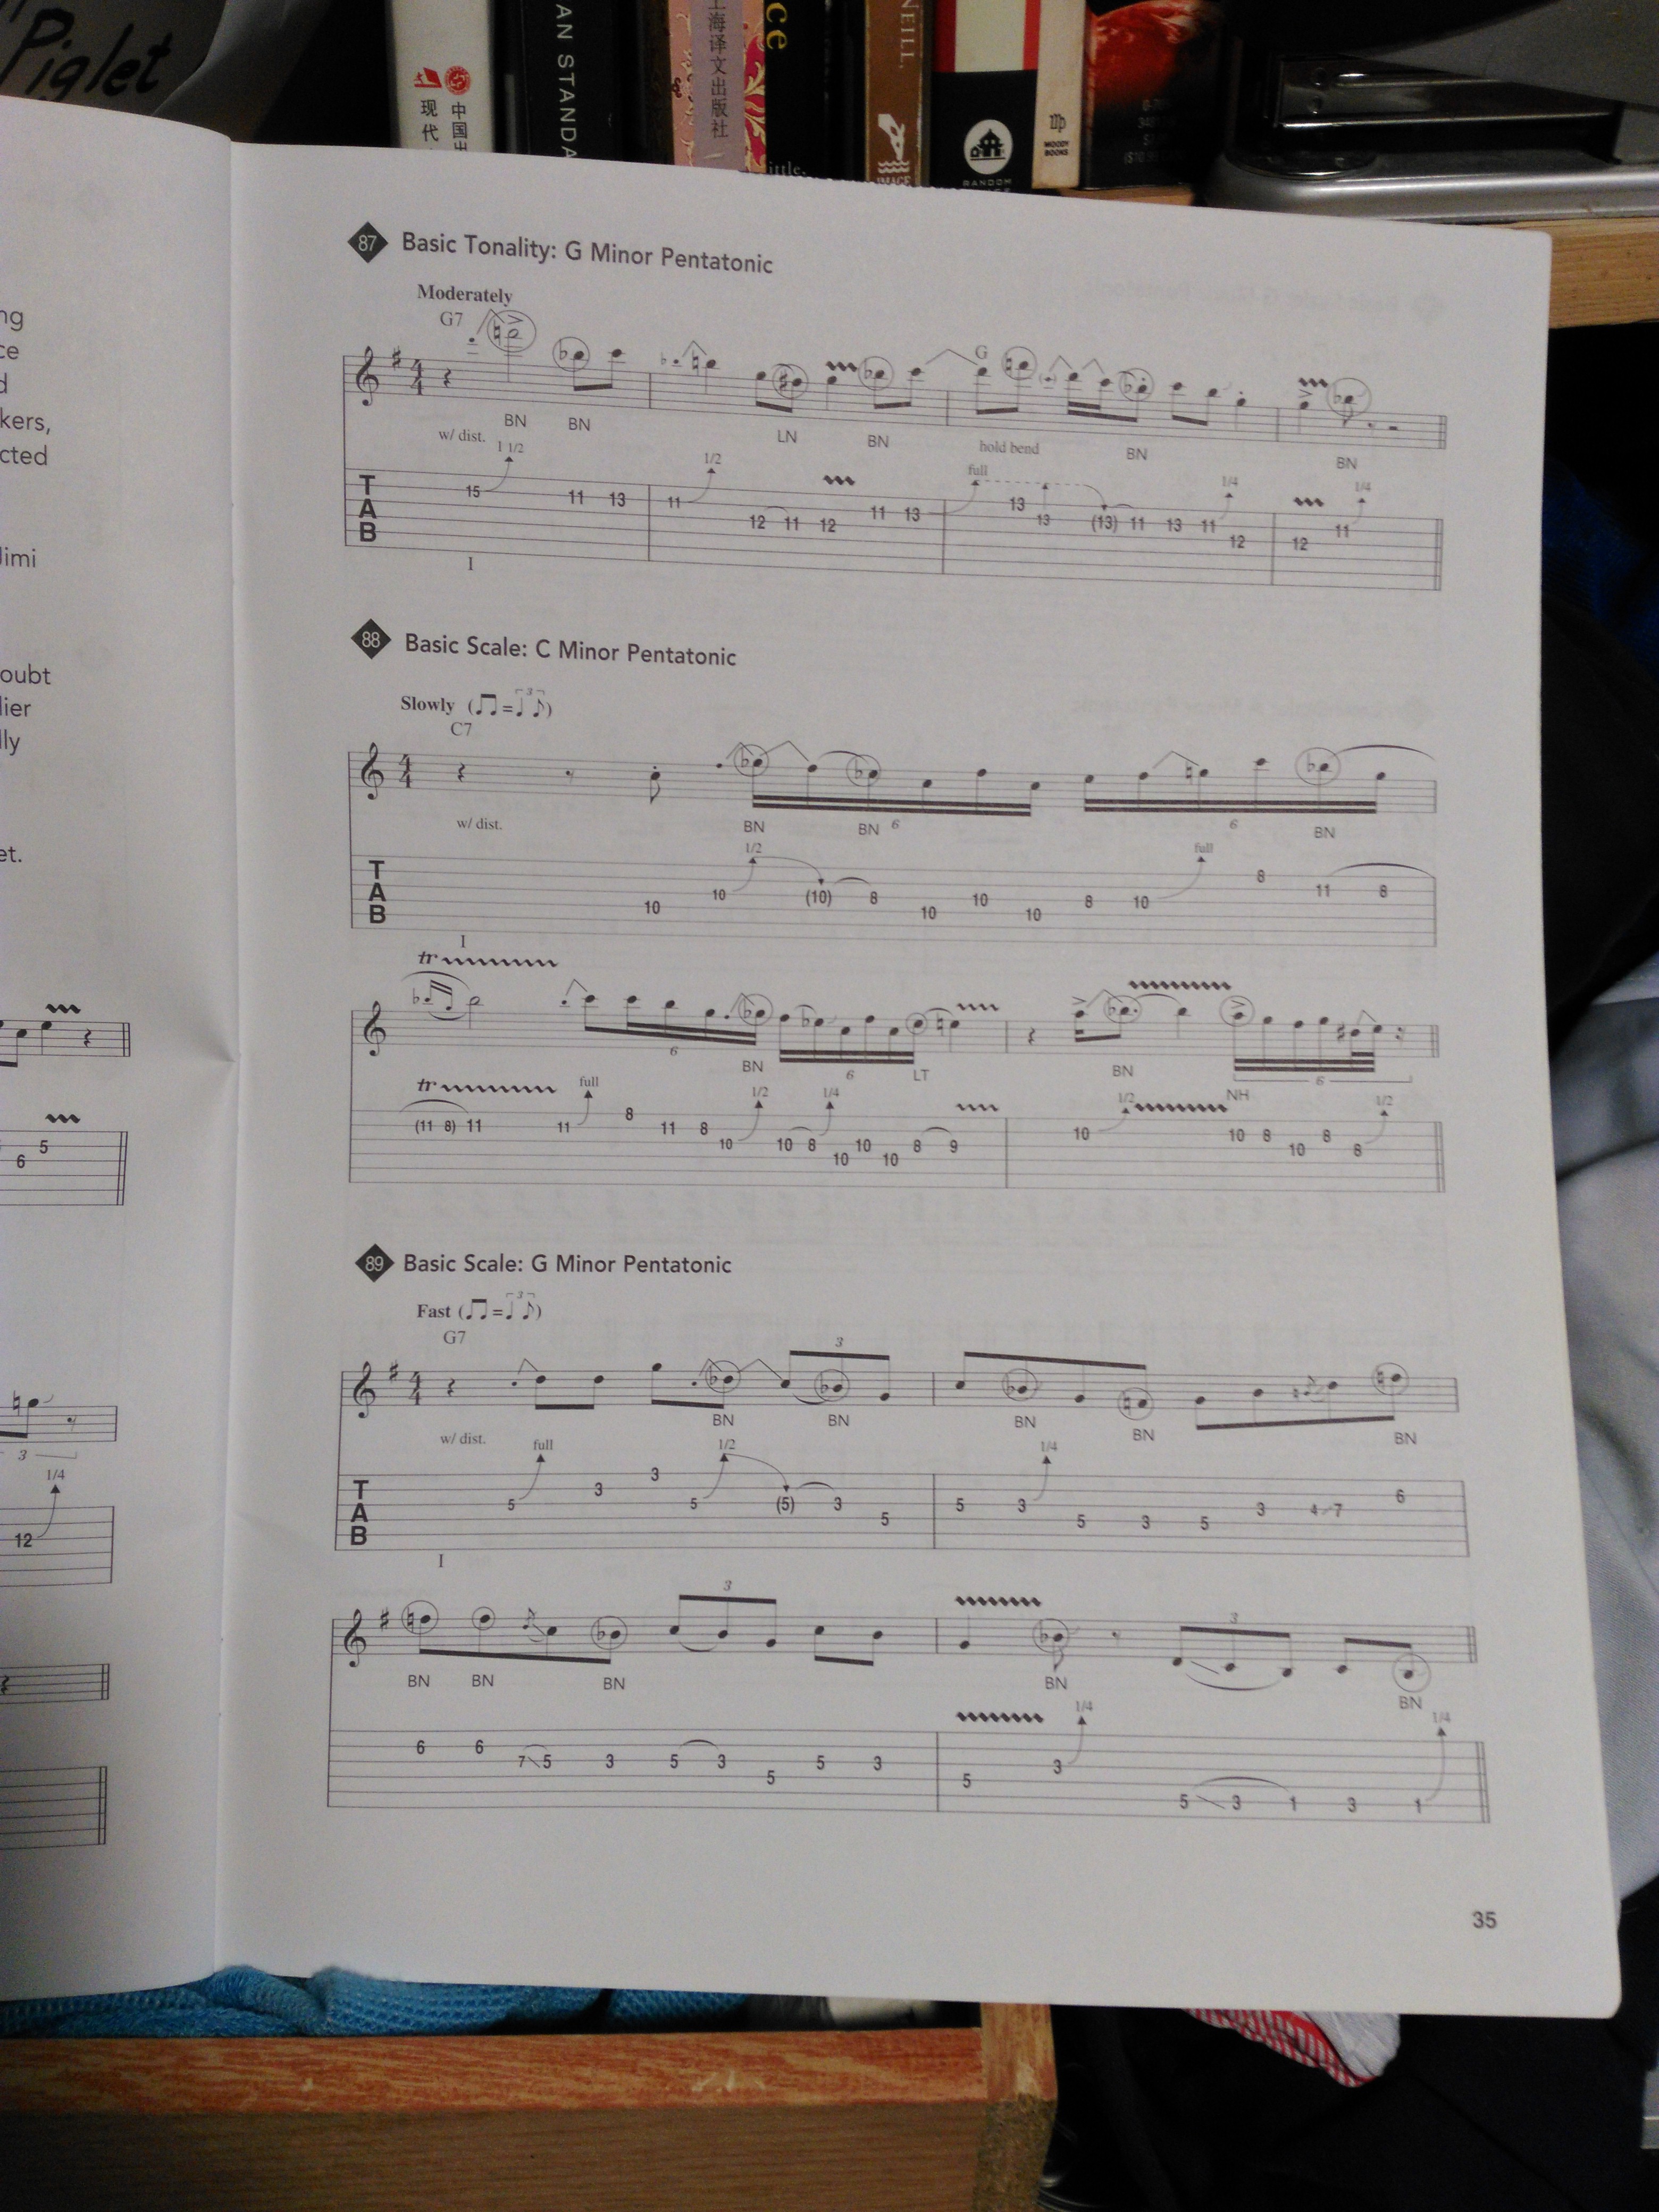 Piglet
现代
中国出
AN STANDA
上海译文出版社
ce
ittle,
NEILL,
IMAGE
RANDOM
MOODY
BOOKS
ng
ce
d
kers,
cted
Jimi
oubt
lier
lly
et.
87 Basic Tonality: G Minor Pentatonic
Moderately
G7
G
BN BN LN BN hold bend BN BN
w/ dist.
1 1/2 1/2 full 1/4 1/4
T A B
15 11 13 11 12 11 12 11 13 13 13 (13) 11 13 11 12 12 11
I
88 Basic Scale: C Minor Pentatonic
Slowly ( = 3 )
C7
4 4
w/ dist. BN BN 6 6 BN
1/2 full
T A B
10 10 (10) 8 10 10 10 8 10 8 11 8
I
tr
6 BN 6 LT BN NH 6
tr full 1/2 1/4 1/2 1/2
(11 8) 11 11 8 11 8 10 10 8 10 10 10 8 9 10 10 8 10 8 8
89 Basic Scale: G Minor Pentatonic
Fast ( = 3 )
G7
3
4 4
BN BN BN BN BN
w/ dist. full 1/2 1/4
T A B
5 3 3 5 (5) 3 5 5 3 5 3 5 3 4 7 6
I
3 3
BN BN BN BN BN
1/4 1/4
6 6 7 5 3 5 3 5 5 3 5 3 5 3 1 3 1
6 5
3
1/4
12
35